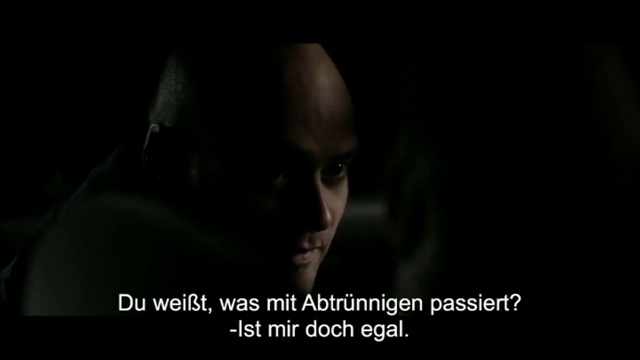 Du weißt, was mit Abtrünnigen passiert?
-Ist mir doch egal.